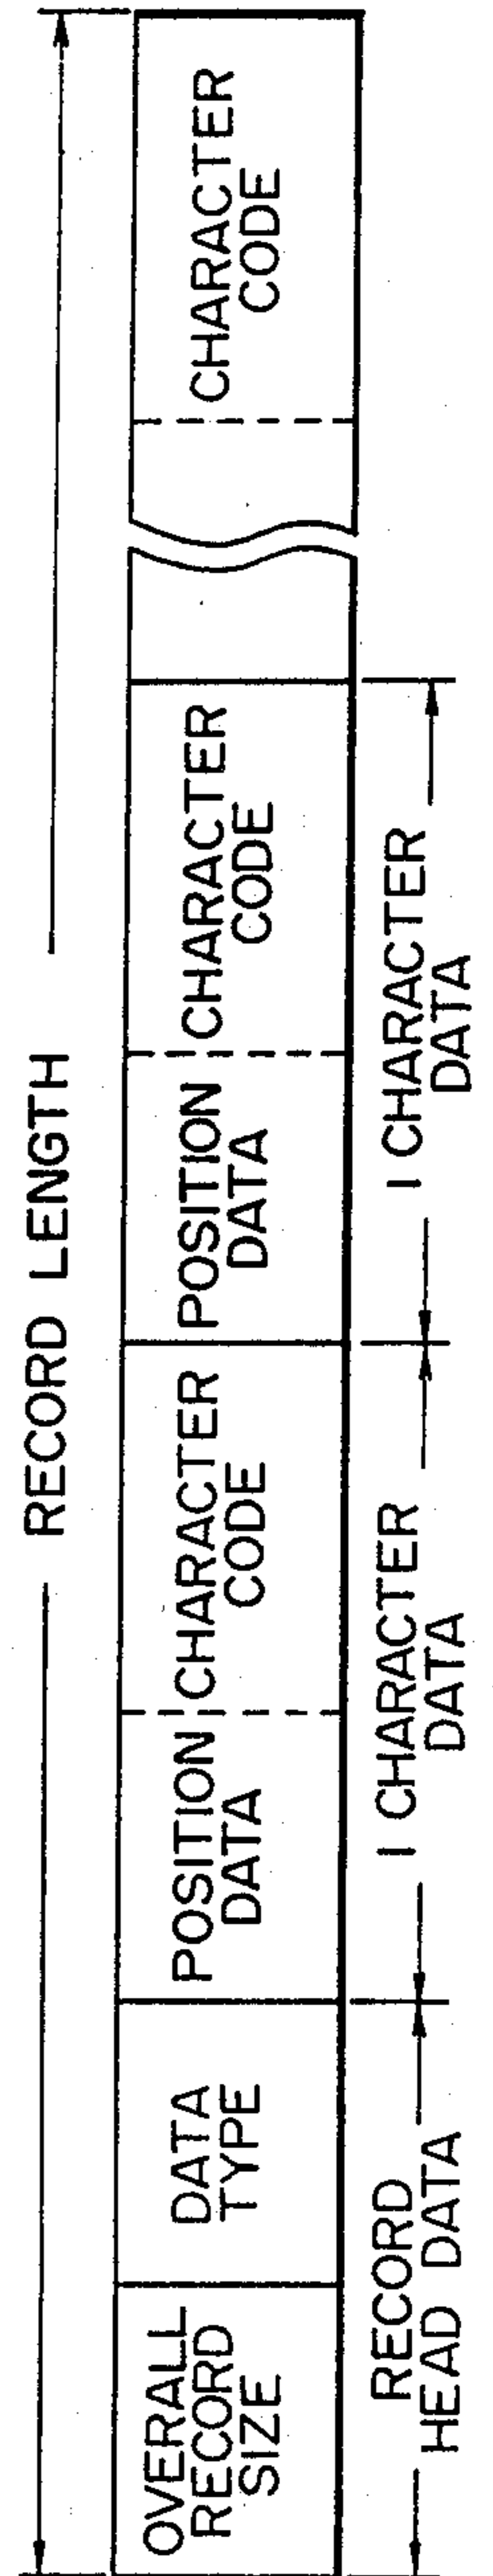 RECORD LENGTH
OVERALL
RECORD
SIZE
DATA
TYPE
POSITION
DATA
CHARACTER
CODE
POSITION
DATA
CHARACTER
CODE
CHARACTER
CODE
RECORD
HEAD DATA
1 CHARACTER
DATA
1 CHARACTER
DATA